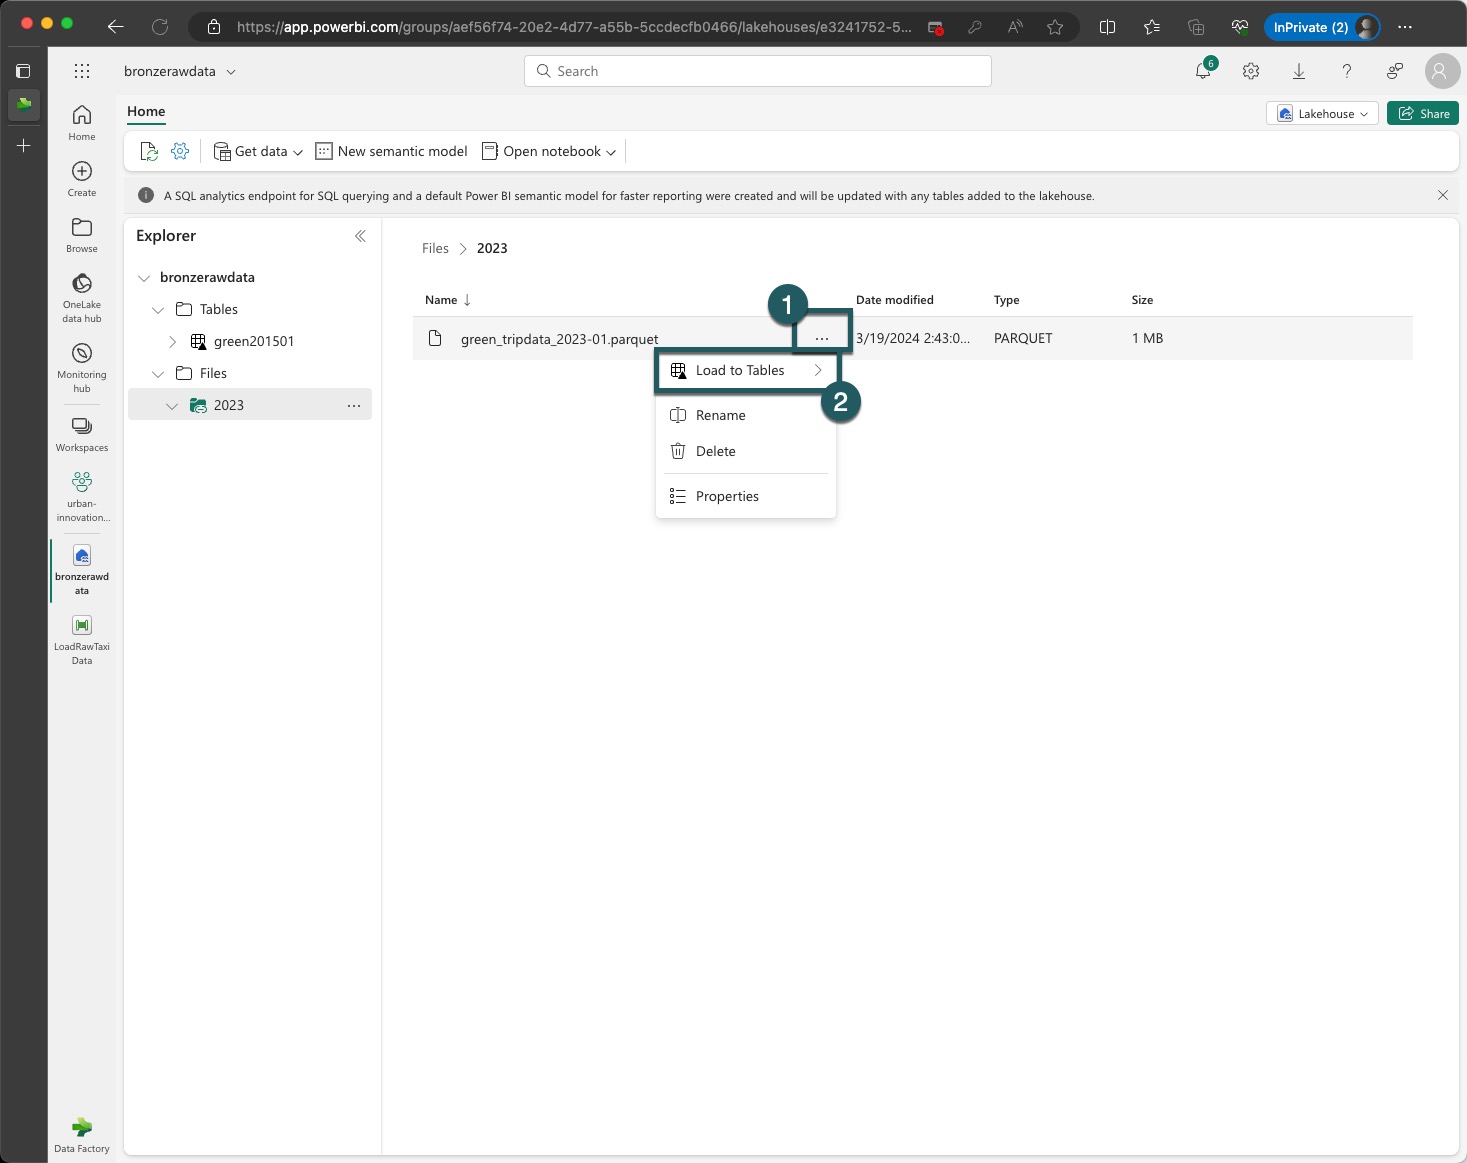 https://app.powerbi.com/groups/aef56f74-20e2-4d77-a55b-5ccdecfb0466/lakehouses/e3241752-5...
InPrivate (2)
bronzerawdata
Search
6
Home
Lakehouse
Share
Get data
New semantic model
Open notebook
A SQL analytics endpoint for SQL querying and a default Power BI semantic model for faster reporting were created and will be updated with any tables added to the lakehouse.
Home
Create
Browse
OneLake
data hub
Monitoring
hub
Workspaces
urban-
innovation...
bronzerawd
ata
LoadRawTaxi
Data
Data Factory
Explorer
bronzerawdata
Tables
green201501
Files
2023
Files > 2023
Name Date modified Type Size
1
green_tripdata_2023-01.parquet ... 3/19/2024 2:43:0... PARQUET 1 MB
Load to Tables
2
Rename
Delete
Properties